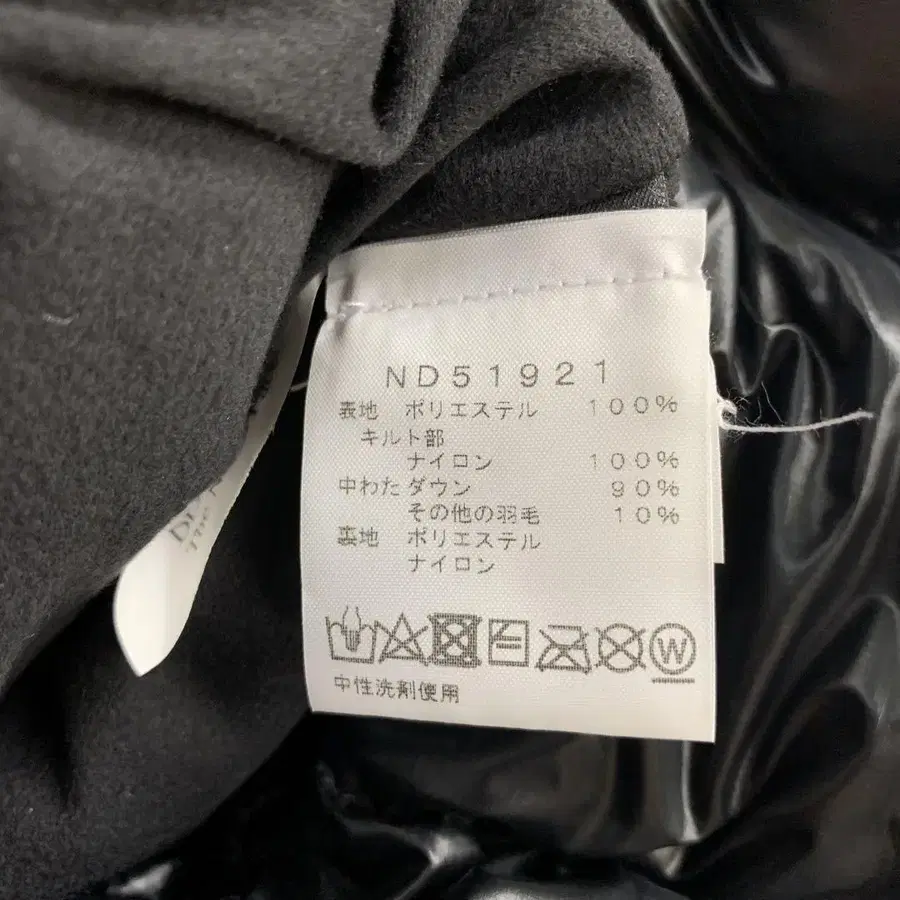 ND51921
表地 ポリエステル 100%
キルト部
ナイロン 100%
中わた ダウン 90%
その他の羽毛 10%
裏地 ポリエステル
ナイロン
W
中性洗剤使用